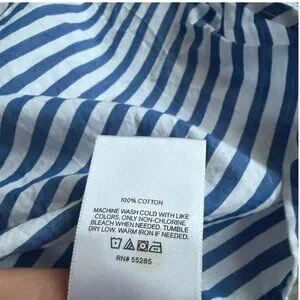 100% COTTON
MACHINE WASH COLD WITH LIKE
COLORS. ONLY NON-CHLORINE
BLEACH WHEN NEEDED. TUMBLE
DRY LOW. WARM IRON IF NEEDED.
RN# 55285